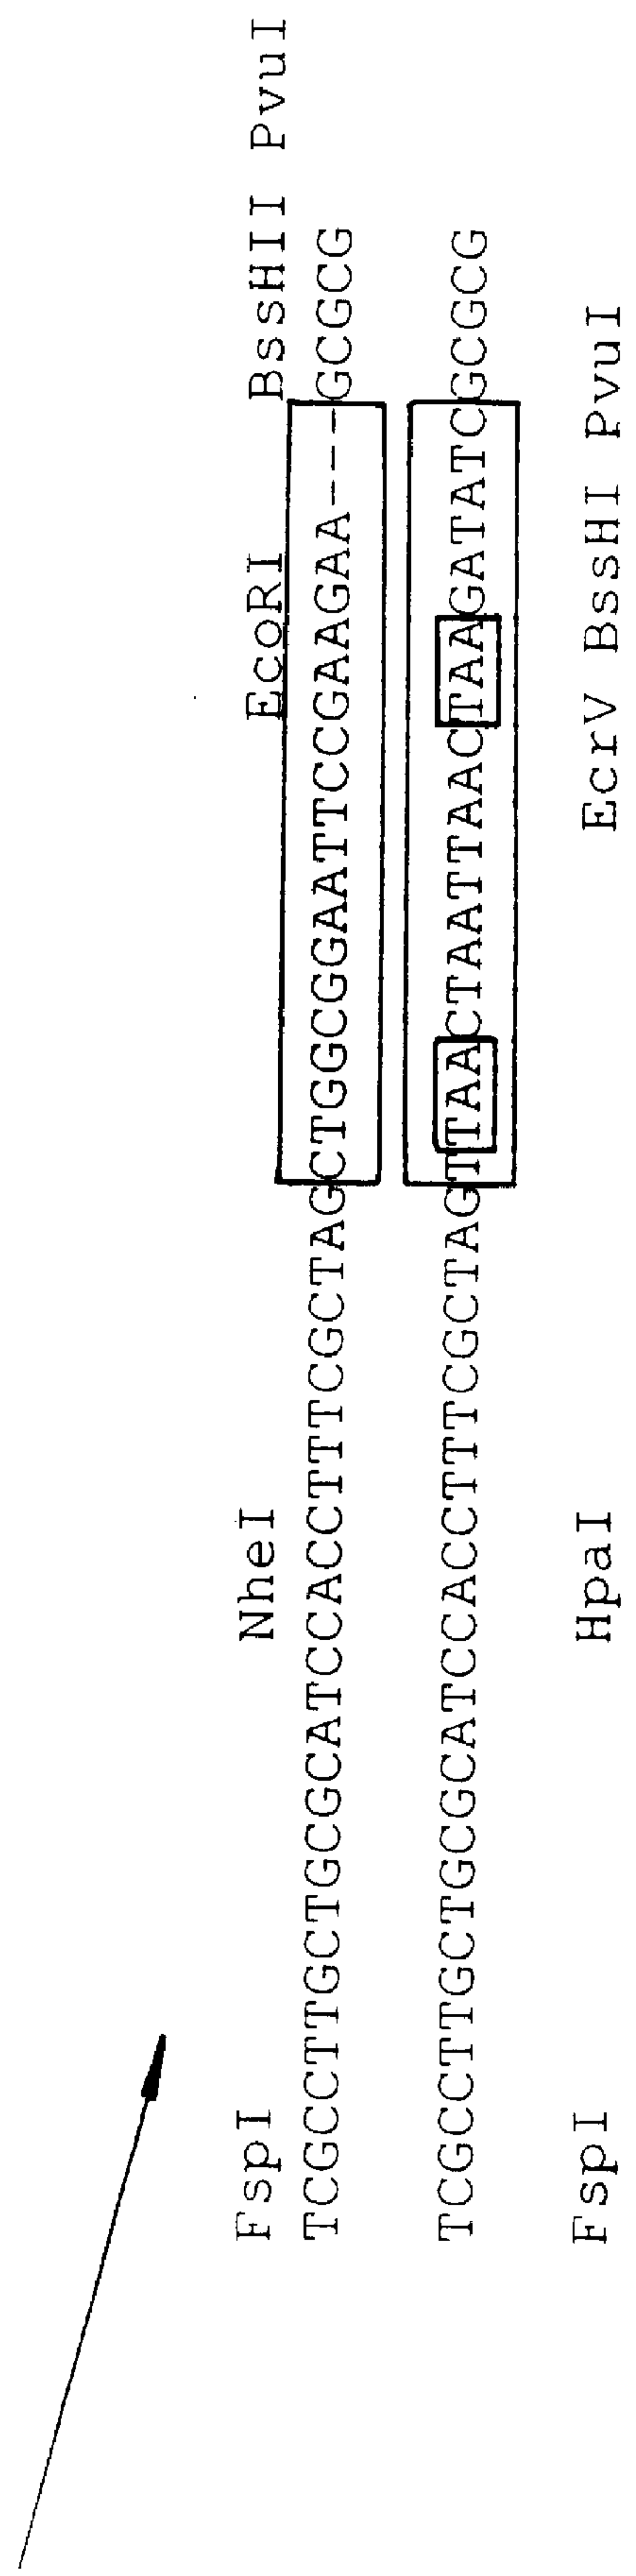 FspI NheI EcoRI BssHII PvuI
TCGCCTTGCTGCGCATCCACCTTTCGCTAGCTGGCGGAATTCCGAAGAA---GCGCG
TCGCCTTGCTGCGCATCCACCTTTCGCTAGTTAACTAATTAACTAAGATATCGCGCG
FspI HpaI EcrV BssHI PvuI